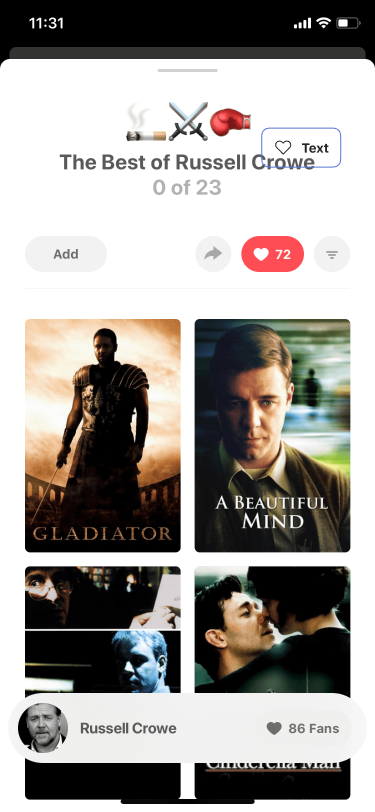 11:31
Text
The Best of Russell Crowe
0 of 23
Add
72
GLADIATOR
A BEAUTIFUL
MIND
Cinderella Man
Russell Crowe
86 Fans